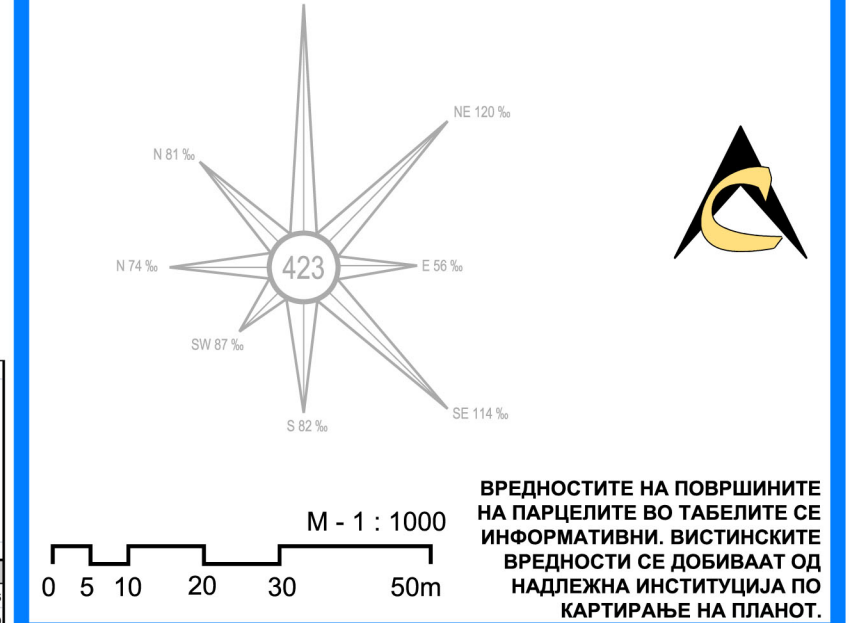 NE 120 ‰
N 81 ‰
N 74 ‰
423
E 56 ‰
SW 87 ‰
S 82 ‰
SE 114 ‰
М - 1 : 1000
0 5 10 20 30 50m
ВРЕДНОСТИТЕ НА ПОВРШИНИТЕ
НА ПАРЦЕЛИТЕ ВО ТАБЕЛИТЕ СЕ
ИНФОРМАТИВНИ. ВИСТИНСКИТЕ
ВРЕДНОСТИ СЕ ДОБИВААТ ОД
НАДЛЕЖНА ИНСТИТУЦИЈА ПО
КАРТИРАЊЕ НА ПЛАНОТ.